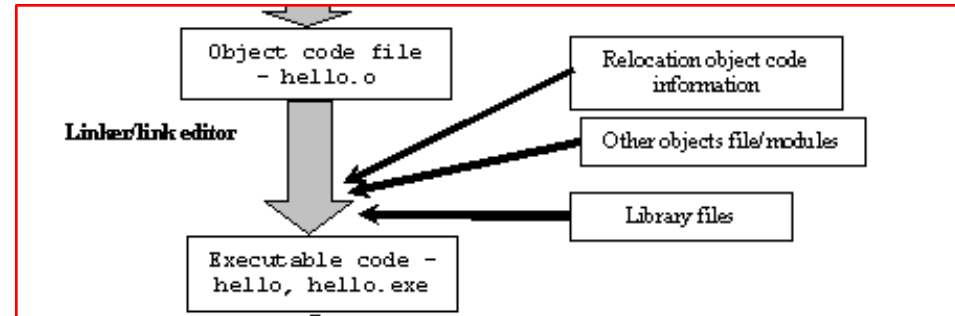 Object code file
- hello.o
Relocation object code
information
Linker/link editor
Other objects file/modules
Library files
Executable code -
hello, hello.exe